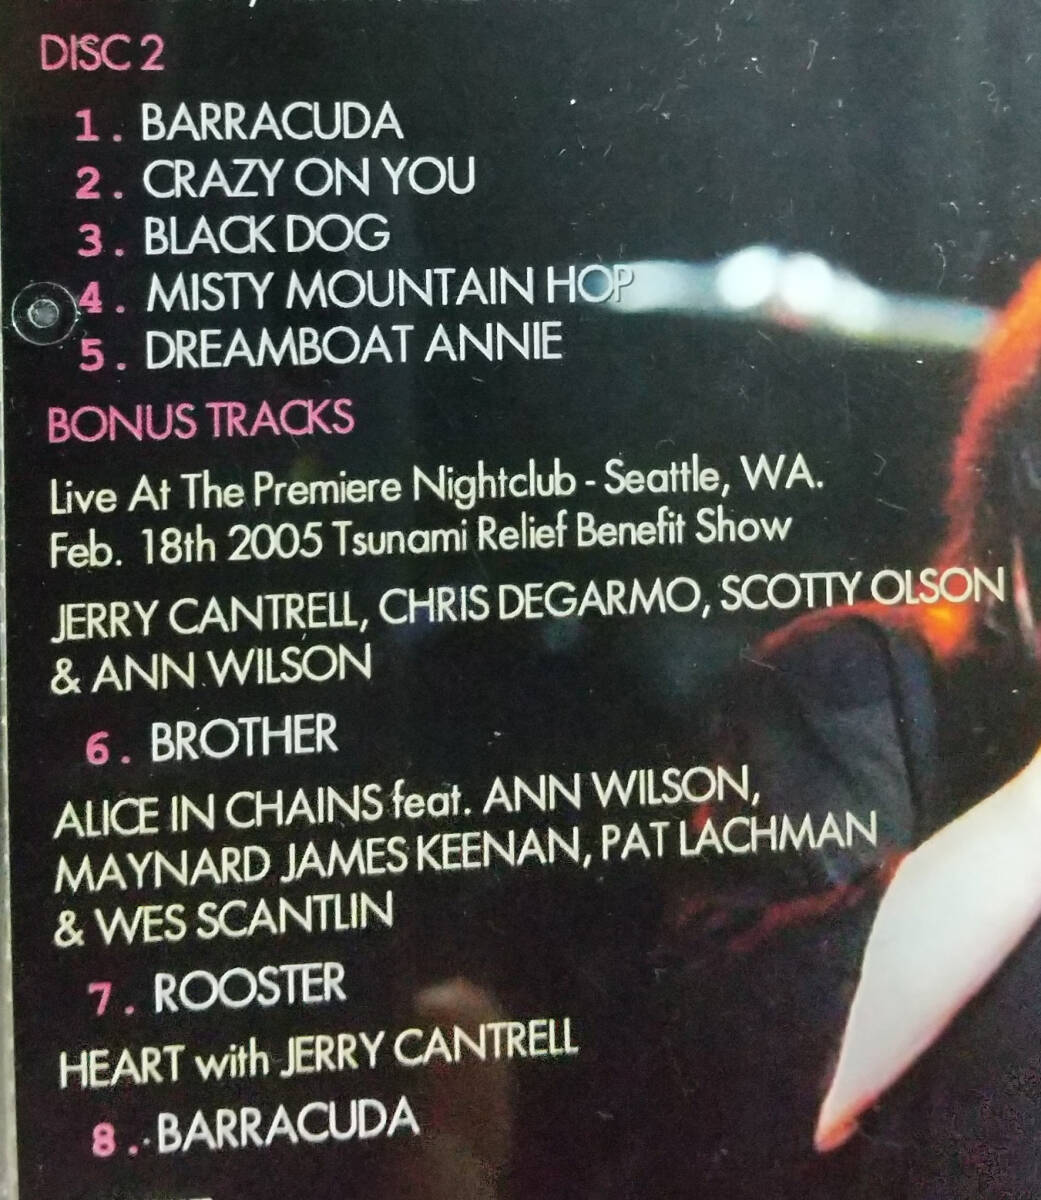 DISC 2
1. BARRACUDA
2. CRAZY ON YOU
3. BLACK DOG
4. MISTY MOUNTAIN HOP
5. DREAMBOAT ANNIE
BONUS TRACKS
Live At The Premiere Nightclub - Seattle, WA.
Feb. 18th 2005 Tsunami Relief Benefit Show
JERRY CANTRELL, CHRIS DEGARMO, SCOTTY OLSON
& ANN WILSON
6. BROTHER
ALICE IN CHAINS feat. ANN WILSON,
MAYNARD JAMES KEENAN, PAT LACHMAN
& WES SCANTLIN
7. ROOSTER
HEART with JERRY CANTRELL
8. BARRACUDA